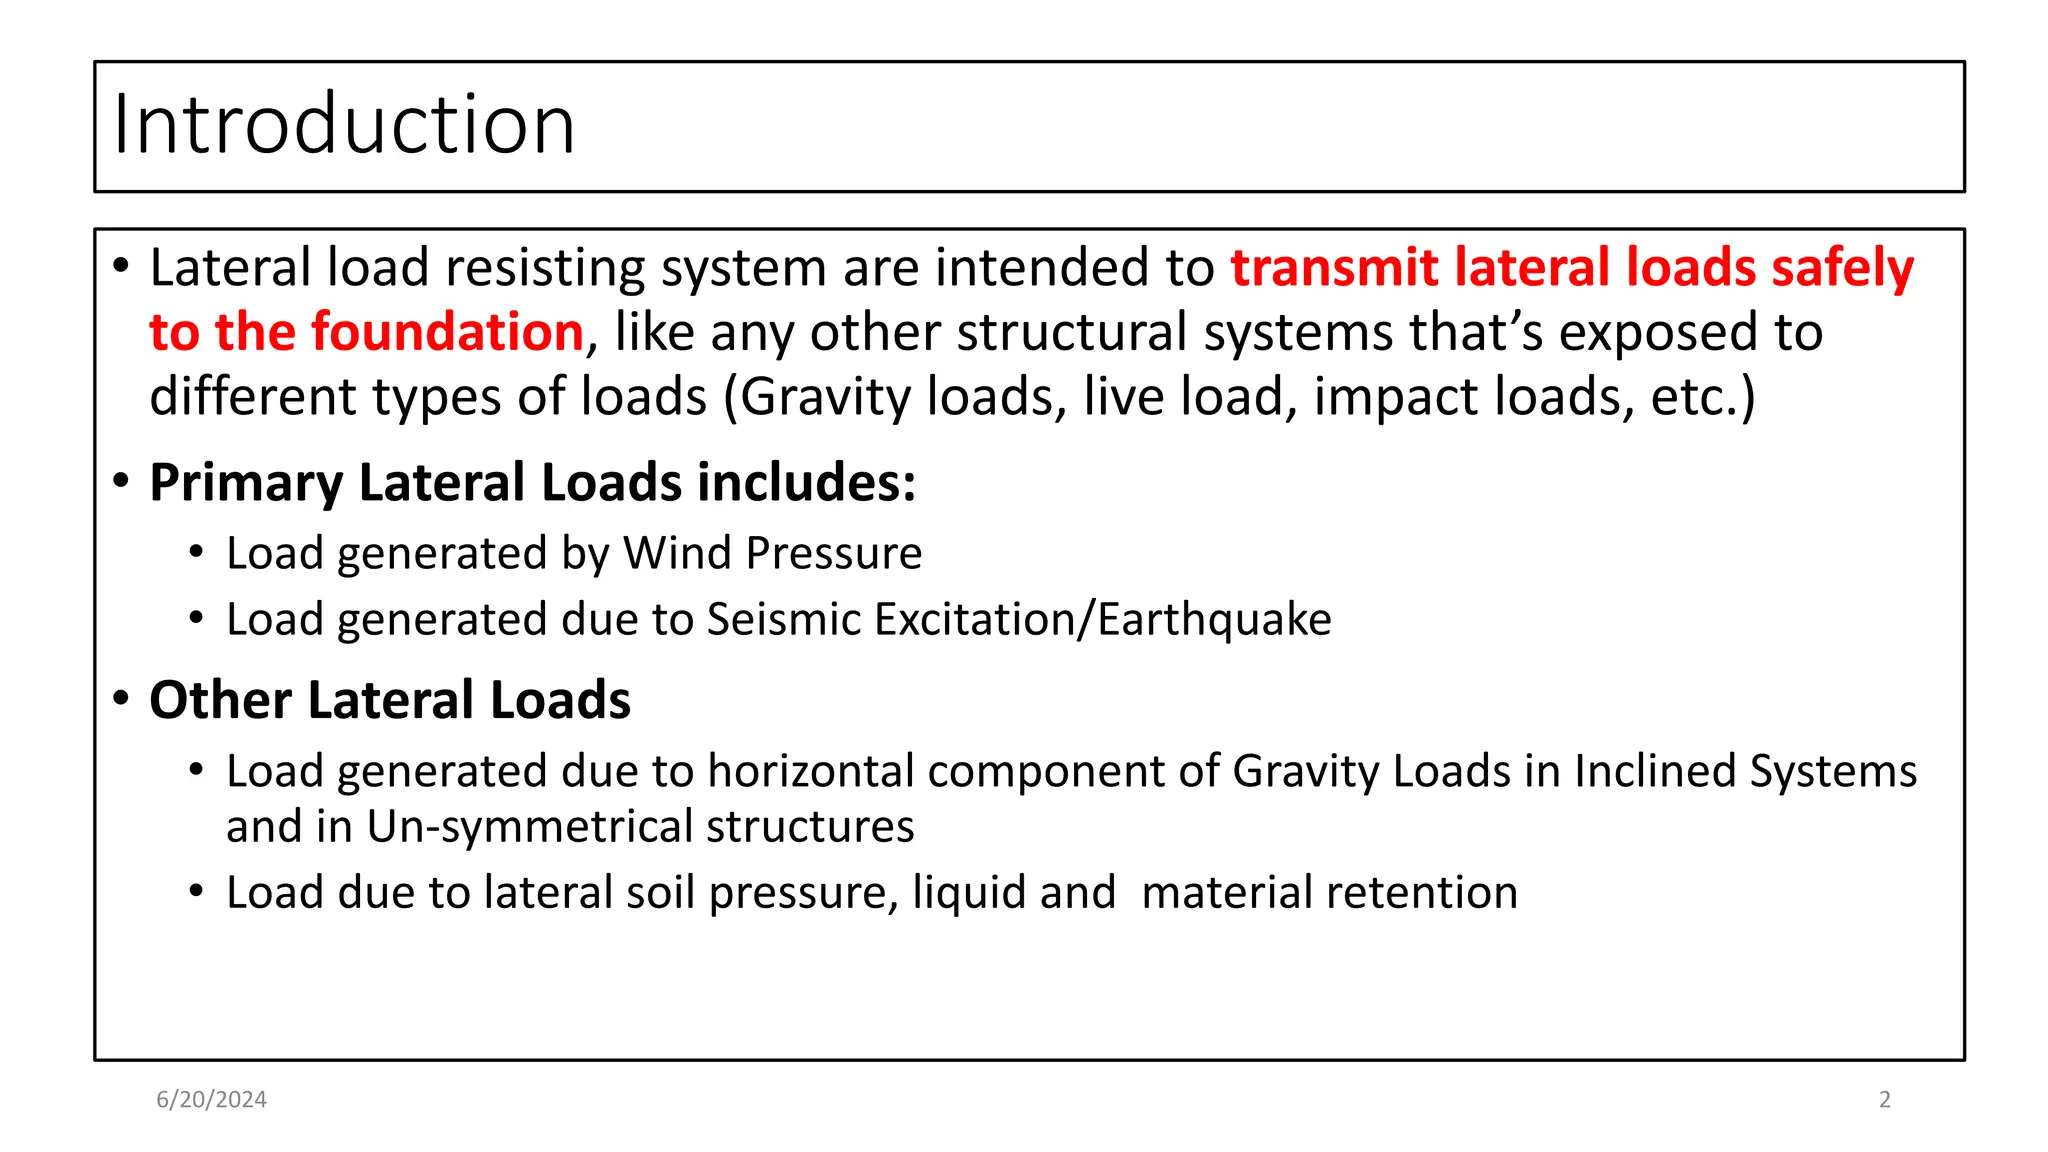 Introduction
• Lateral load resisting system are intended to transmit lateral loads safely
to the foundation, like any other structural systems that’s exposed to
different types of loads (Gravity loads, live load, impact loads, etc.)
• Primary Lateral Loads includes:
• Load generated by Wind Pressure
• Load generated due to Seismic Excitation/Earthquake
• Other Lateral Loads
• Load generated due to horizontal component of Gravity Loads in Inclined Systems
and in Un-symmetrical structures
• Load due to lateral soil pressure, liquid and  material retention
6/20/2024
2